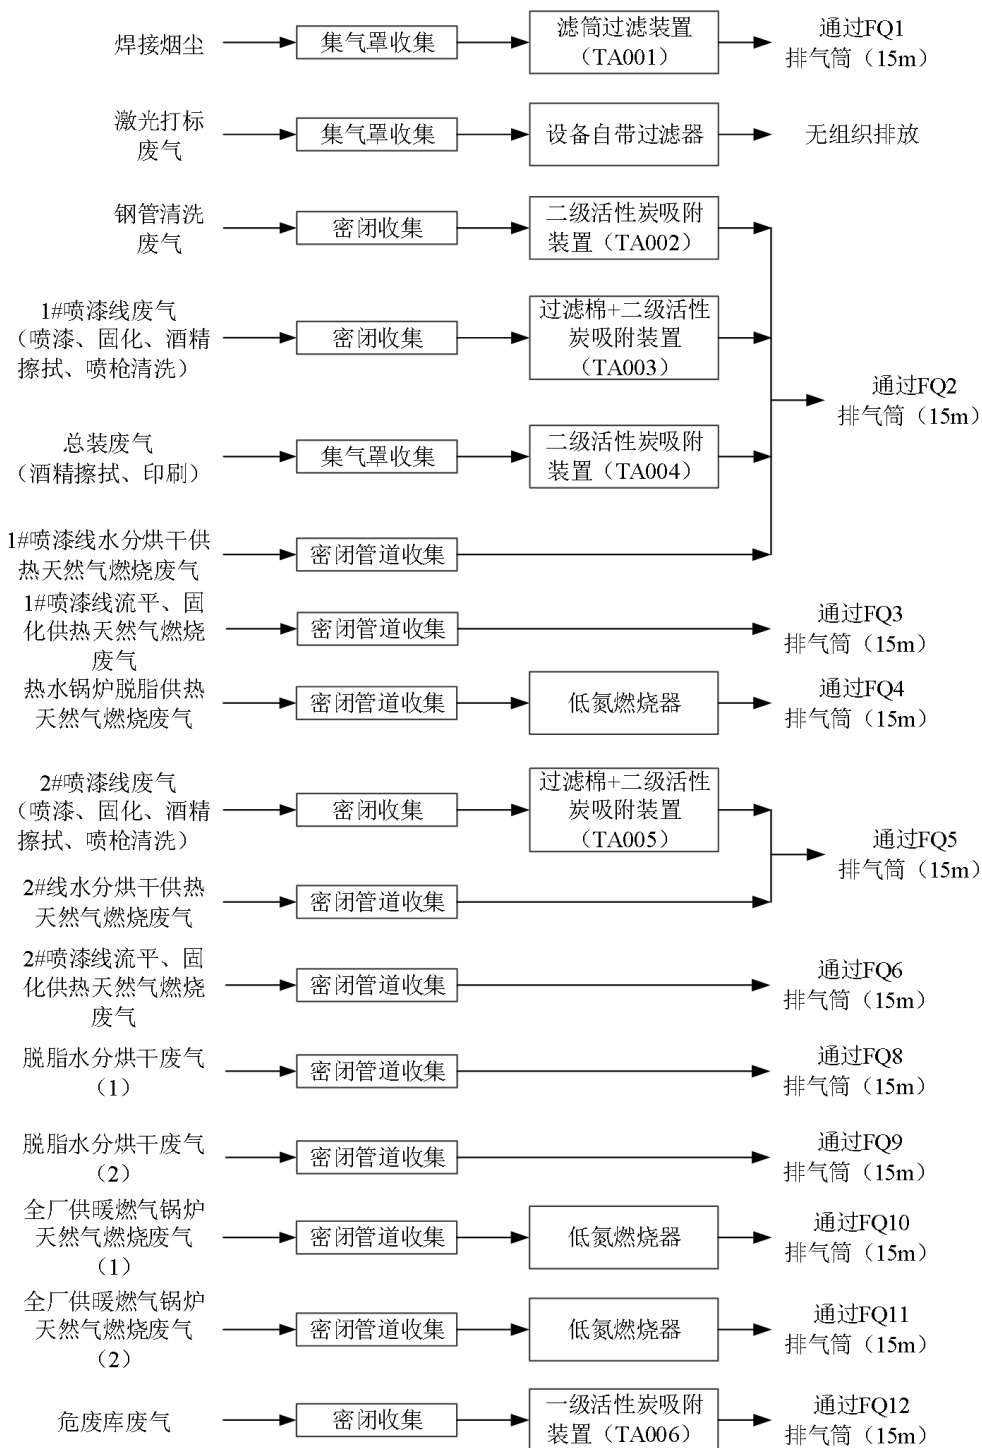 焊接烟尘
集气罩收集
滤筒过滤装置
（TA001）
通过FQ1
排气筒（15m）
激光打标
废气
集气罩收集
设备自带过滤器
无组织排放
钢管清洗
废气
密闭收集
二级活性炭吸附
装置（TA002）
1#喷漆线废气
（喷漆、固化、酒精
擦拭、喷枪清洗）
密闭收集
过滤棉+二级活性
炭吸附装置
（TA003）
通过FQ2
排气筒（15m）
总装废气
（酒精擦拭、印刷）
集气罩收集
二级活性炭吸附
装置（TA004）
1#喷漆线水分烘干供
热天然气燃烧废气
密闭管道收集
1#喷漆线流平、固
化供热天然气燃烧
废气
密闭管道收集
通过FQ3
排气筒（15m）
热水锅炉脱脂供热
天然气燃烧废气
密闭管道收集
低氮燃烧器
通过FQ4
排气筒（15m）
2#喷漆线废气
（喷漆、固化、酒精
擦拭、喷枪清洗）
密闭收集
过滤棉+二级活性
炭吸附装置
（TA005）
通过FQ5
排气筒（15m）
2#线水分烘干供热
天然气燃烧废气
密闭管道收集
2#喷漆线流平、固
化供热天然气燃烧
废气
密闭管道收集
通过FQ6
排气筒（15m）
脱脂水分烘干废气
（1）
密闭管道收集
通过FQ8
排气筒（15m）
脱脂水分烘干废气
（2）
密闭管道收集
通过FQ9
排气筒（15m）
全厂供暖燃气锅炉
天然气燃烧废气
（1）
密闭管道收集
低氮燃烧器
通过FQ10
排气筒（15m）
全厂供暖燃气锅炉
天然气燃烧废气
（2）
密闭管道收集
低氮燃烧器
通过FQ11
排气筒（15m）
危废库废气
密闭收集
一级活性炭吸附
装置（TA006）
通过FQ12
排气筒（15m）